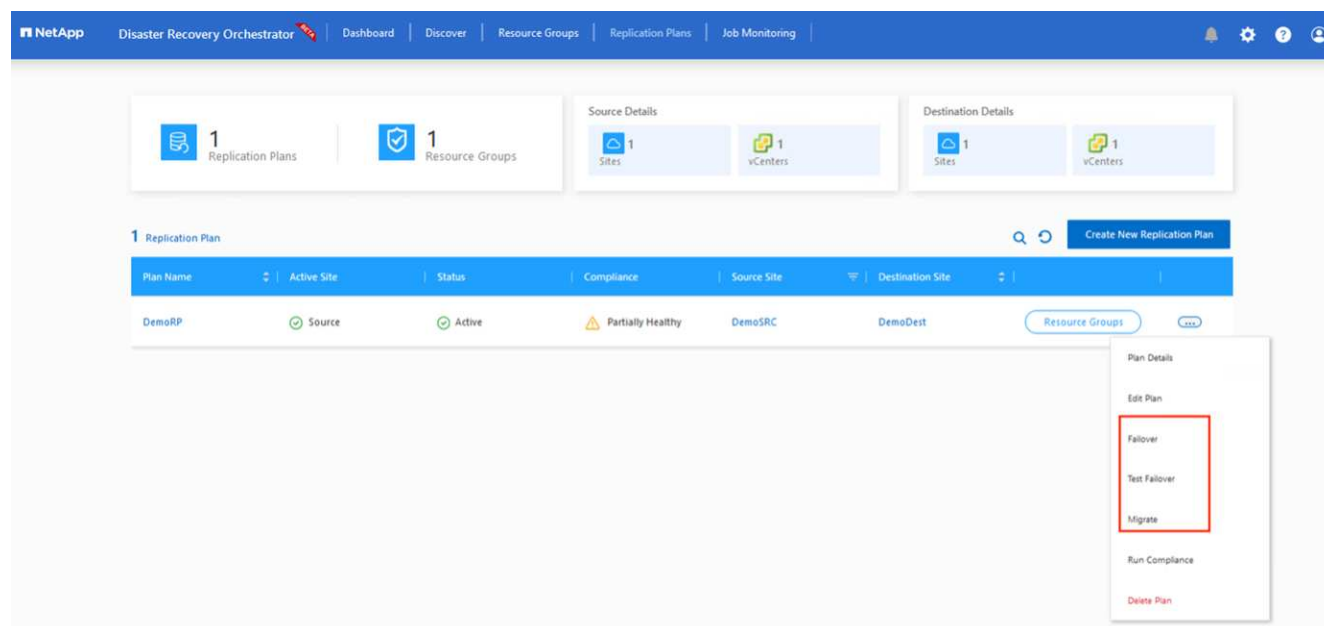 NetApp Disaster Recovery Orchestrator Dashboard Discover Resource Groups Replication Plans Job Monitoring
1
Replication Plans
1
Resource Groups
Source Details
1
Sites
1
vCenters
Destination Details
1
Sites
1
vCenters
1 Replication Plan
Create New Replication Plan
Plan Name Active Site Status Compliance Source Site Destination Site
DemoRP Source Active Partially Healthy DemoSRC DemoDest Resource Groups ...
Plan Details
Edit Plan
Failover
Test Failover
Migrate
Run Compliance
Delete Plan